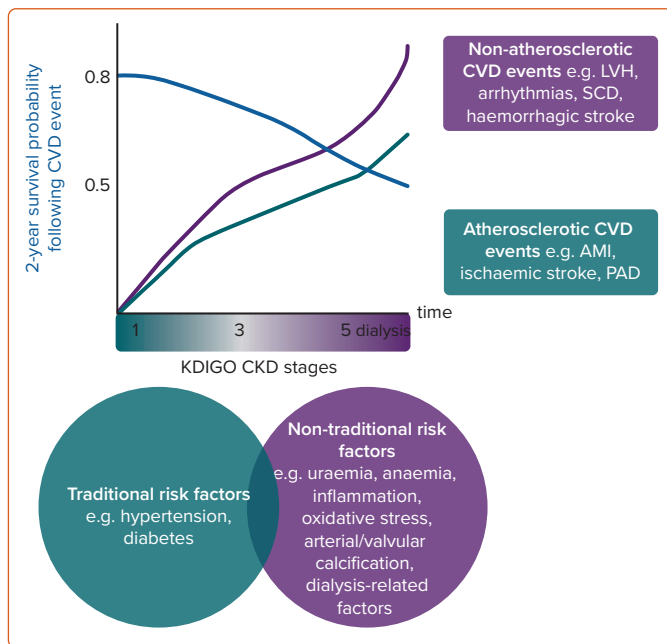 2-year survival probability
following CVD event
0.8
0.5
Non-atherosclerotic
CVD events e.g. LVH,
arrhythmias, SCD,
haemorrhagic stroke
Atherosclerotic CVD
events e.g. AMI,
ischaemic stroke, PAD
time
1 3 5 dialysis
KDIGO CKD stages
Traditional risk factors
e.g. hypertension,
diabetes
Non-traditional risk
factors
e.g. uraemia, anaemia,
inflammation,
oxidative stress,
arterial/valvular
calcification,
dialysis-related
factors